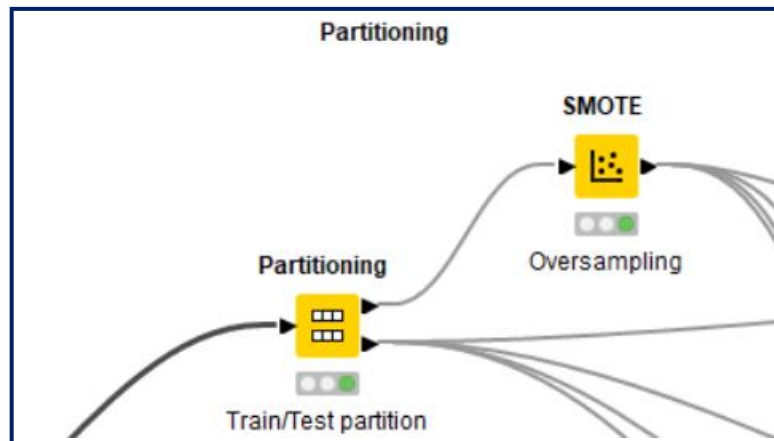 Partitioning
SMOTE
Oversampling
Partitioning
Train/Test partition